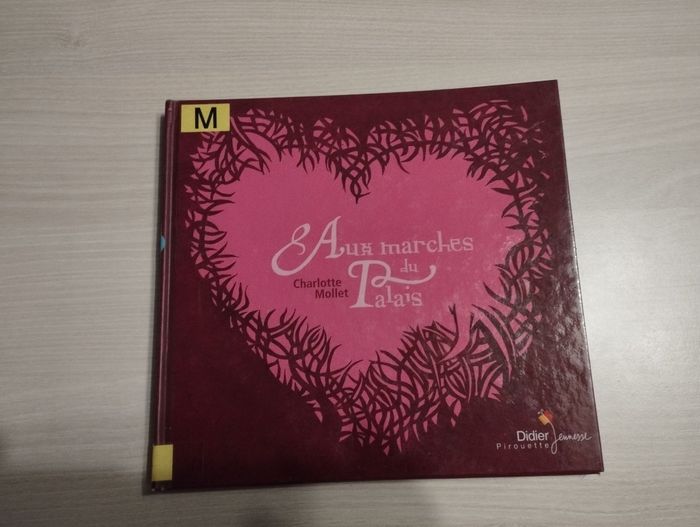 M
Aux marches
du
Palais
Charlotte
Mollet
Didier Jeunesse
Pirouette